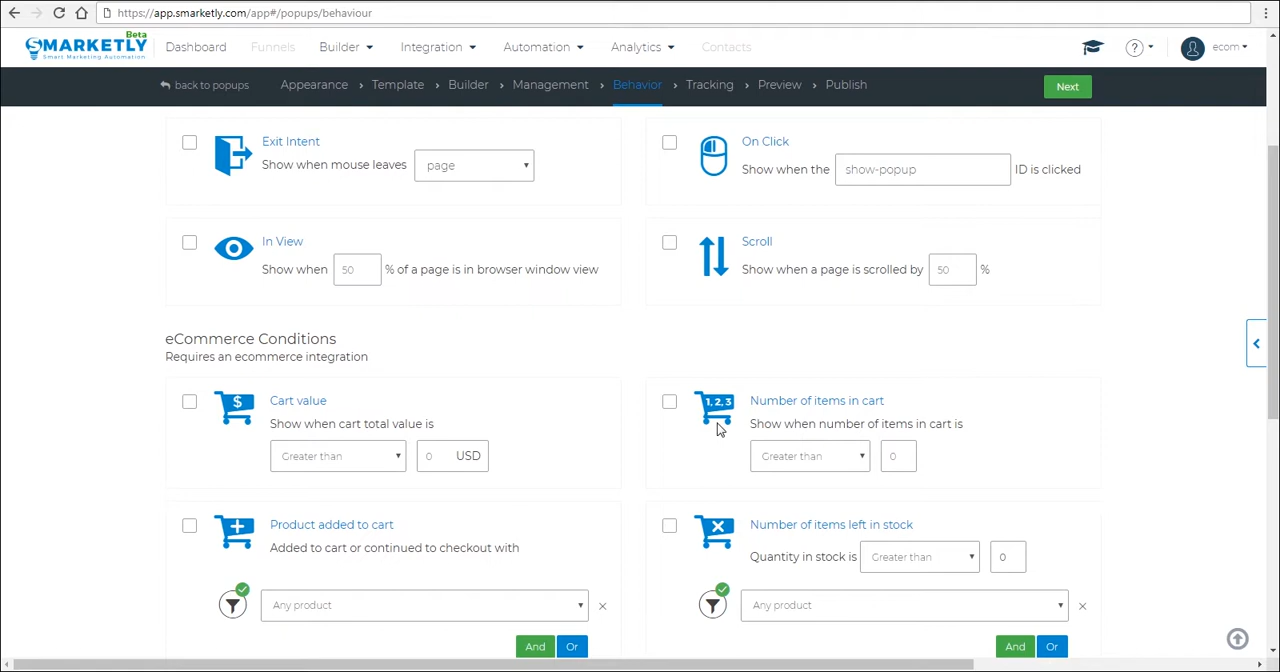 https://app.smarketly.com/app#/popups/behaviour
SMARKETLY Beta
Smart Marketing Automation
Dashboard Funnels Builder Integration Automation Analytics Contacts ? ecom
back to popups Appearance Template Builder Management Behavior Tracking Preview Publish Next
Exit Intent
Show when mouse leaves page
On Click
Show when the show-popup ID is clicked
In View
Show when 50 % of a page is in browser window view
Scroll
Show when a page is scrolled by 50 %
eCommerce Conditions
Requires an ecommerce integration
$ Cart value
Show when cart total value is
Greater than 0 USD
1, 2, 3 Number of items in cart
Show when number of items in cart is
Greater than 0
Product added to cart
Added to cart or continued to checkout with
Any product
And Or
Number of items left in stock
Quantity in stock is Greater than 0
Any product
And Or